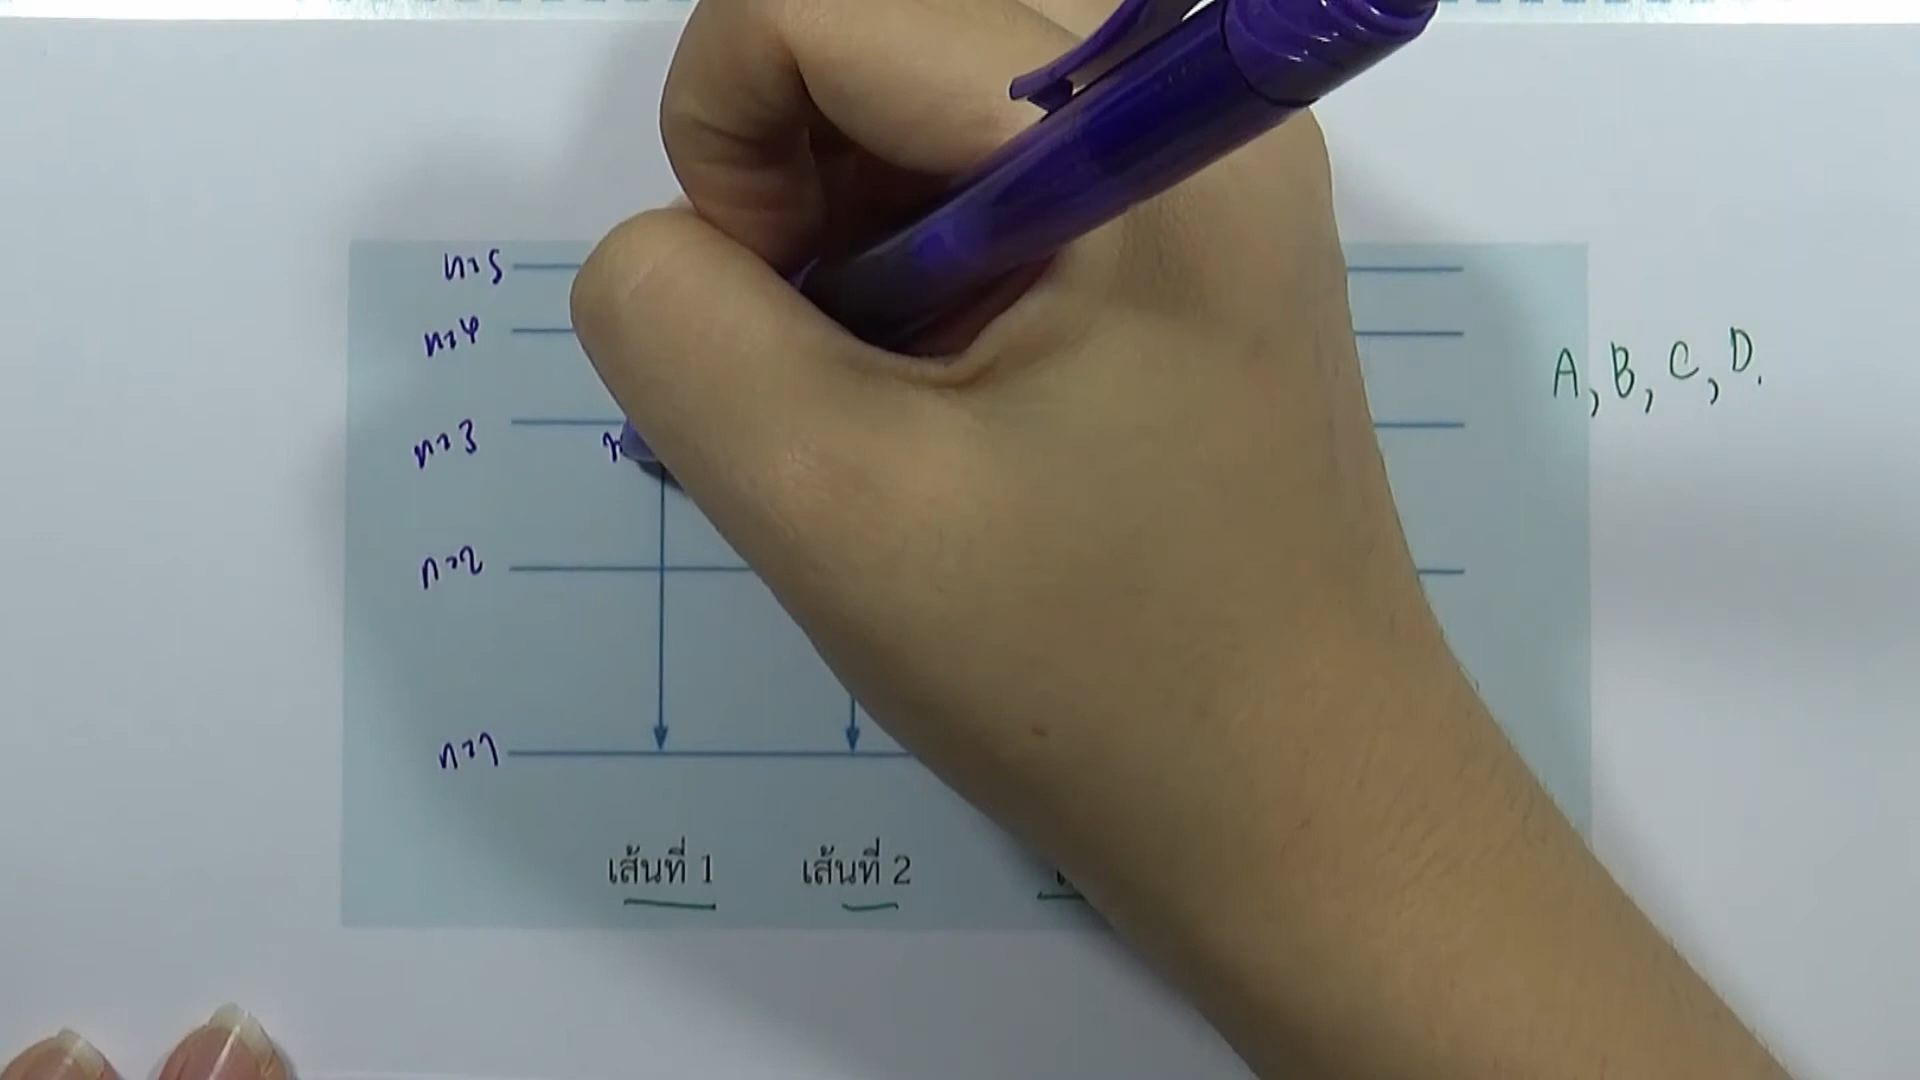 n=5
n=4
A, B, C, D.
n=3
n=2
n=1
เส้นที่ 1 เส้นที่ 2